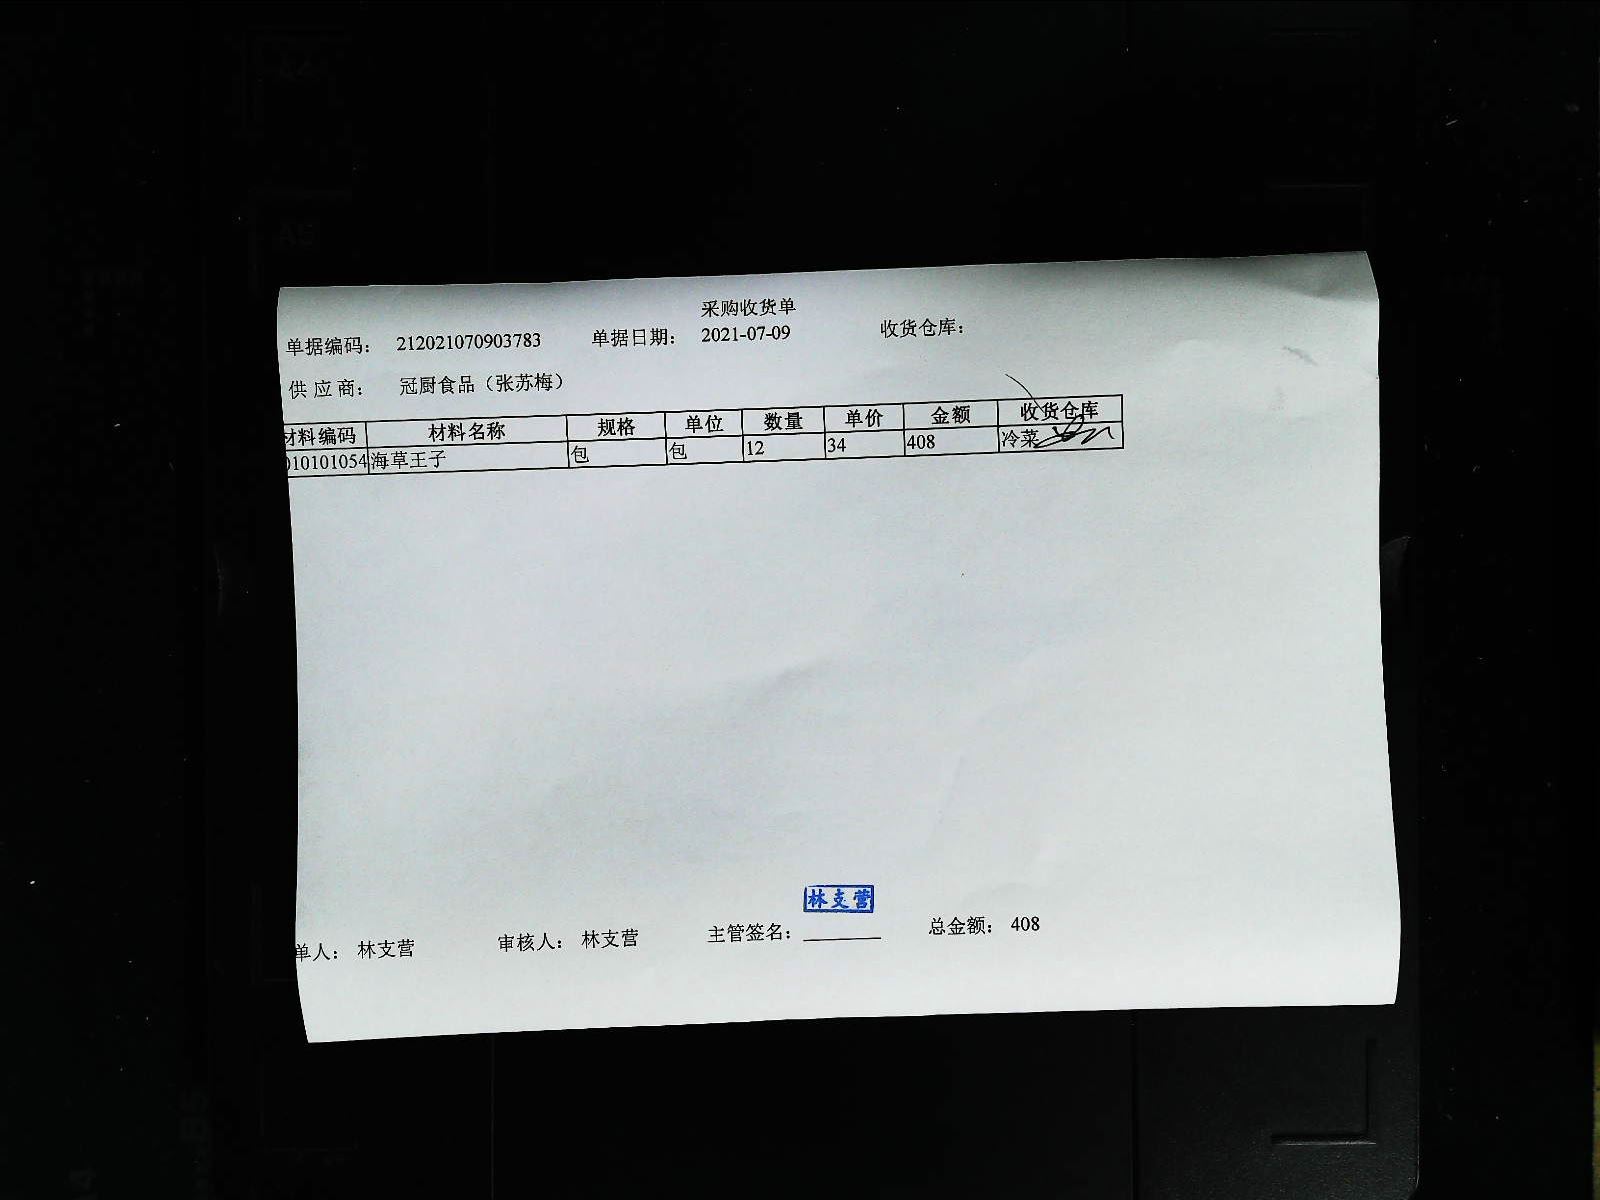 采购收货单
单据编码： 212021070903783 单据日期： 2021-07-09 收货仓库：
供应商： 冠厨食品（张苏梅）
材料编码 材料名称 规格 单位 数量 单价 金额 收货仓库
010101054 海草王子 包 包 12 34 408 冷菜
林支营
单人： 林支营 审核人： 林支营 主管签名： 总金额： 408